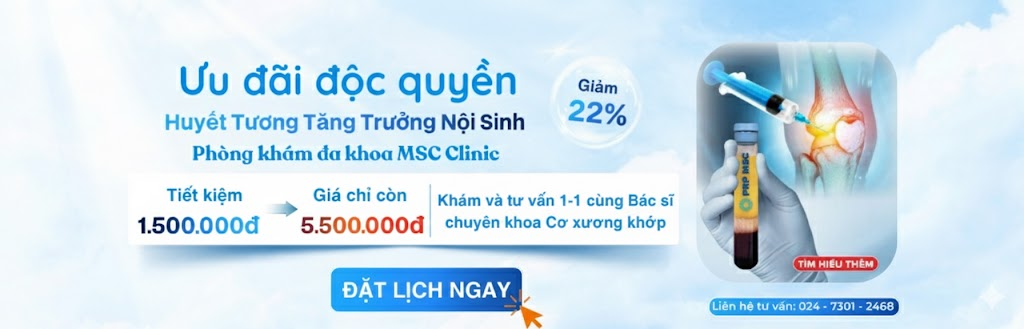 Ưu đãi độc quyền
Huyết Tương Tăng Trưởng Nội Sinh
Phòng khám đa khoa MSC Clinic
Giảm
22%
Tiết kiệm
1.500.000đ
Giá chỉ còn
5.500.000đ
Khám và tư vấn 1-1 cùng Bác sĩ
chuyên khoa Cơ xương khớp
ĐẶT LỊCH NGAY
PRP MSC
TÌM HIỂU THÊM
Liên hệ tư vấn: 024 - 7301 - 2468